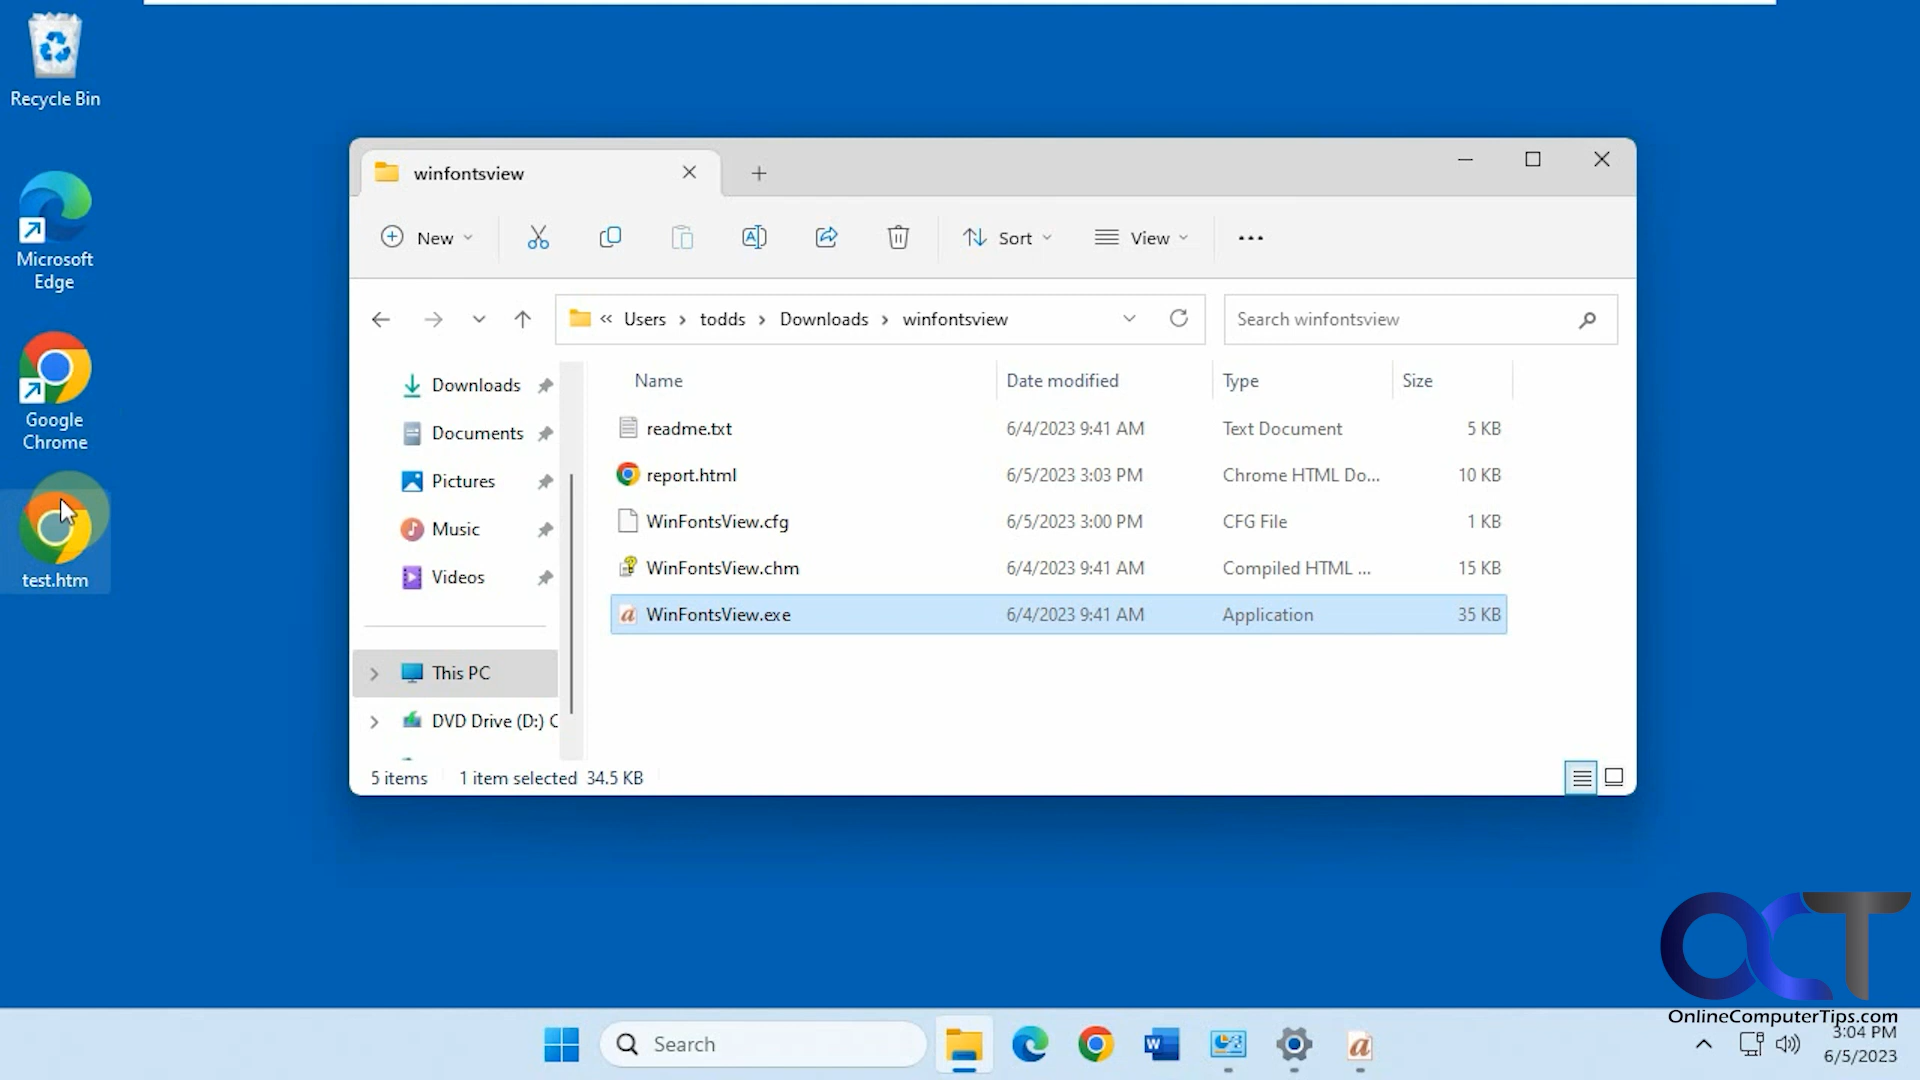 Recycle Bin
Microsoft
Edge
Google
Chrome
test.htm
winfontsview
New
Sort
View
« Users > todds > Downloads > winfontsview
Search winfontsview
Downloads
Documents
Pictures
Music
Videos
This PC
DVD Drive (D:) C
Name Date modified Type Size
readme.txt 6/4/2023 9:41 AM Text Document 5 KB
report.html 6/5/2023 3:03 PM Chrome HTML Do... 10 KB
WinFontsView.cfg 6/5/2023 3:00 PM CFG File 1 KB
WinFontsView.chm 6/4/2023 9:41 AM Compiled HTML ... 15 KB
WinFontsView.exe 6/4/2023 9:41 AM Application 35 KB
5 items 1 item selected 34.5 KB
OCT
OnlineComputerTips.com
Search
3:04 PM
6/5/2023